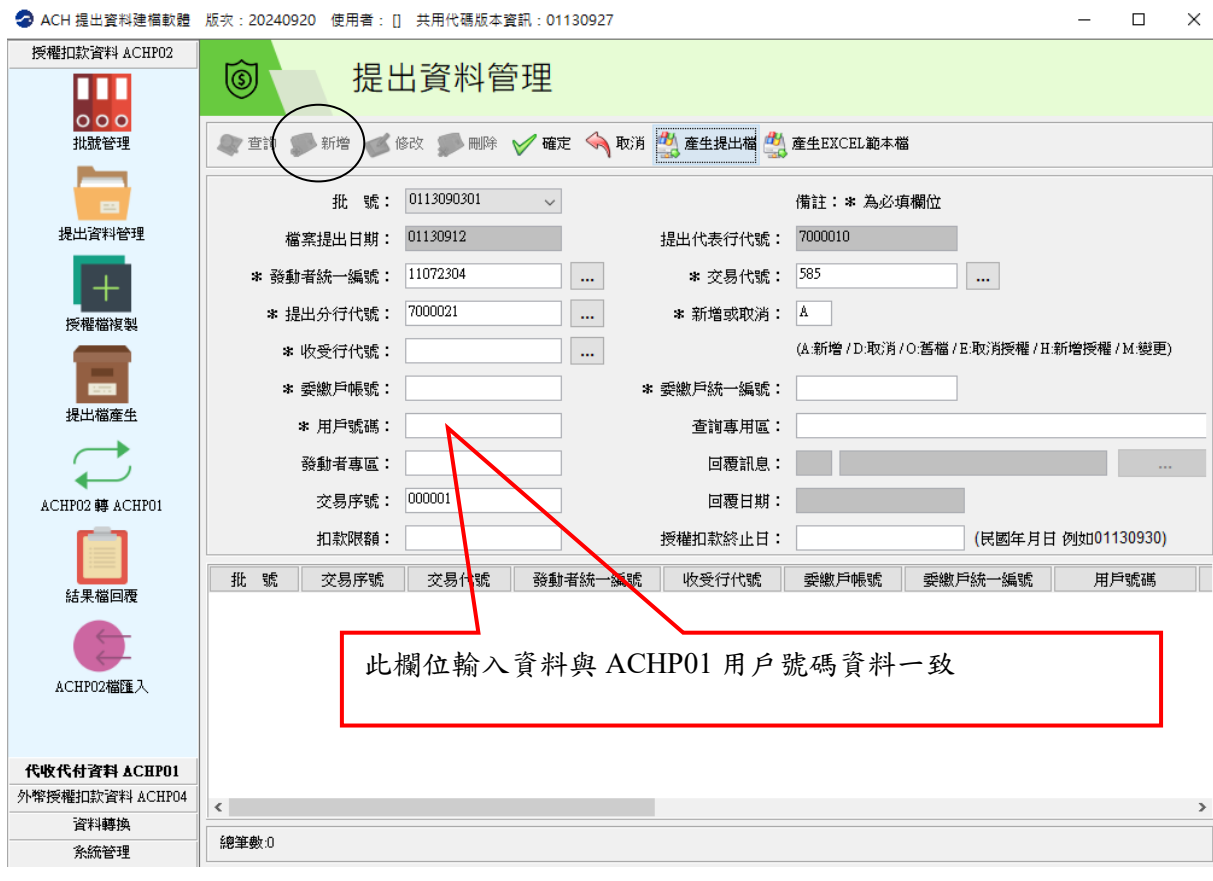 ACH 提出資料建檔軟體 版次：20240920 使用者： [] 共用代碼版本資訊：01130927
授權扣款資料 ACHP02
批號管理
提出資料管理
授權檔複製
提出檔產生
ACHP02 轉 ACHP01
結果檔回覆
ACHP02檔匯入
代收代付資料 ACHP01
外幣授權扣款資料 ACHP04
資料轉換
系統管理
提出資料管理
查詢 新增 修改 刪除 確定 取消 產生提出檔 產生EXCEL範本檔
批 號： 0113090301 備註：* 為必填欄位
檔案提出日期： 01130912 提出代表行代號： 7000010
* 發動者統一編號： 11072304 ... * 交易代號： 585 ...
* 提出分行代號： 7000021 ... * 新增或取消： A
* 收受行代號： ... (A:新增 / D:取消 / O:舊檔 / E:取消授權 / H:新增授權 / M:變更)
* 委繳戶帳號： * 委繳戶統一編號：
* 用戶號碼： 查詢專用區：
發動者專區： 回覆訊息： ...
交易序號： 000001 回覆日期：
扣款限額： 授權扣款終止日： (民國年月日 例如01130930)
批 號 交易序號 交易代號 發動者統一編號 收受行代號 委繳戶帳號 委繳戶統一編號 用戶號碼
此欄位輸入資料與 ACHP01 用戶號碼資料一致
總筆數:0